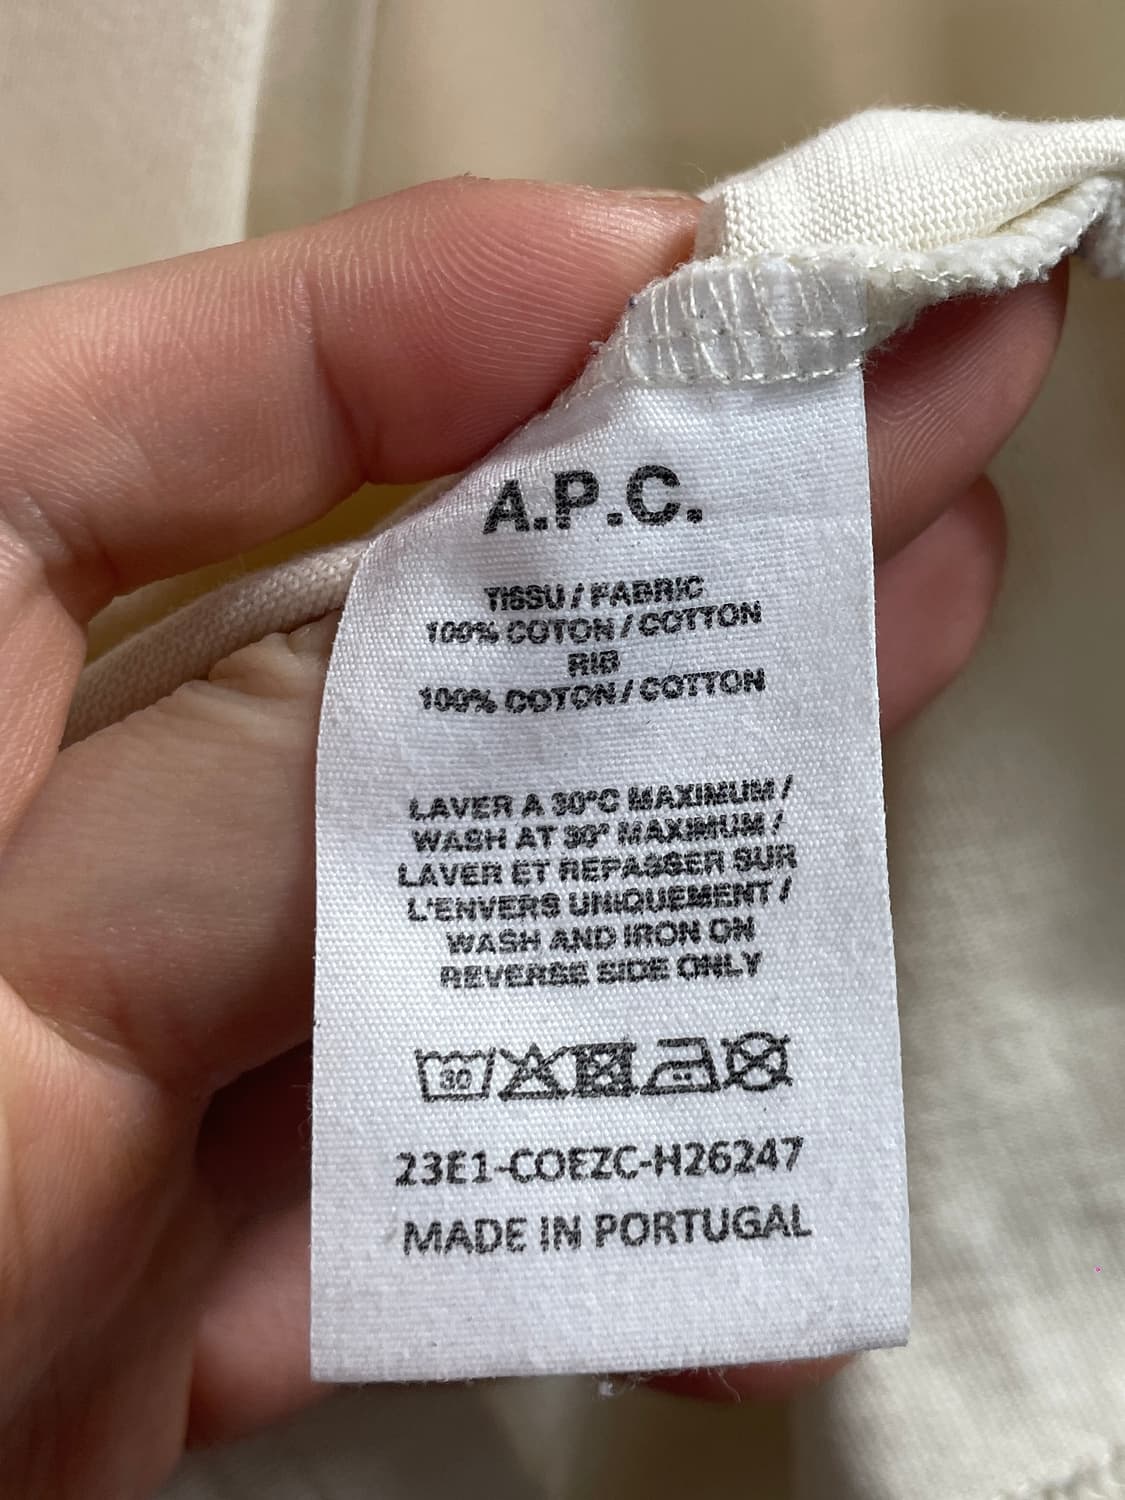 A.P.C.
TISSU / FABRIC
100% COTON / COTTON
RIB
100% COTON / COTTON
LAVER A 30°C MAXIMUM /
WASH AT 30° MAXIMUM /
LAVER ET REPASSER SUR
L'ENVERS UNIQUEMENT /
WASH AND IRON ON
REVERSE SIDE ONLY
30
23E1-COEZC-H26247
MADE IN PORTUGAL